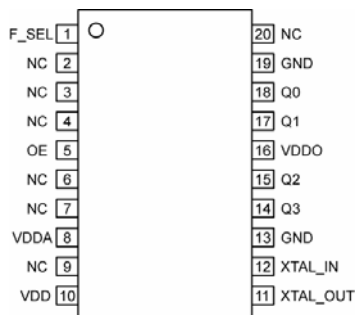 F_SEL 1 20 NC
NC 2 19 GND
NC 3 18 Q0
NC 4 17 Q1
OE 5 16 VDDO
NC 6 15 Q2
NC 7 14 Q3
VDDA 8 13 GND
NC 9 12 XTAL_IN
VDD 10 11 XTAL_OUT